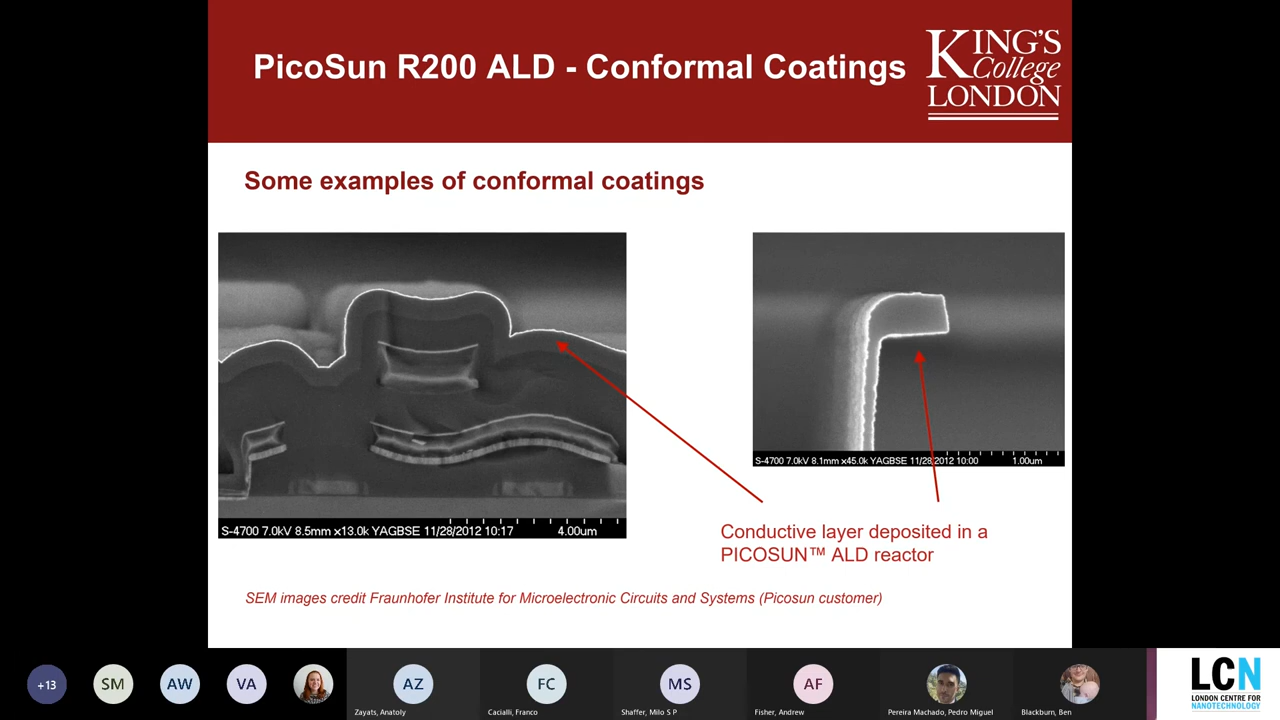 PicoSun R200 ALD - Conformal Coatings
KING'S
College
LONDON
Some examples of conformal coatings
S-4700 7.0kV 8.5mm x13.0k YAGBSE 11/28/2012 10:17 4.00um
S-4700 7.0kV 8.1mm x45.0k YAGBSE 11/28/2012 10:00 1.00um
Conductive layer deposited in a
PICOSUN™ ALD reactor
SEM images credit Fraunhofer Institute for Microelectronic Circuits and Systems (Picosun customer)
+13
SM
AW
VA
AZ
Zayats, Anatoly
FC
Cacialli, Franco
MS
Shaffer, Milo S P
AF
Fisher, Andrew
Pereira Machado, Pedro Miguel
Blackburn, Ben
LCN
LONDON CENTRE FOR
NANOTECHNOLOGY